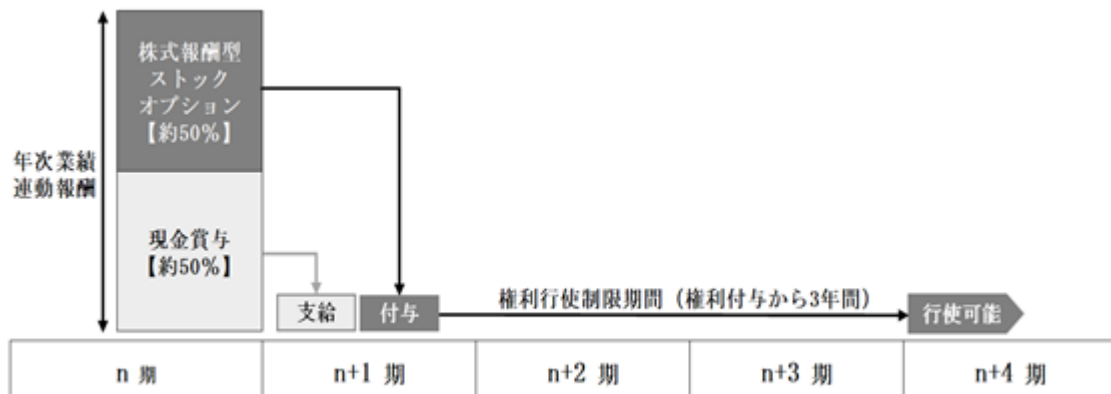 株式報酬型
ストック
オプション
【約50%】
年次業績
連動報酬
現金賞与
【約50%】
支給
付与
権利行使制限期間（権利付与から3年間）
行使可能
n 期
n+1 期
n+2 期
n+3 期
n+4 期